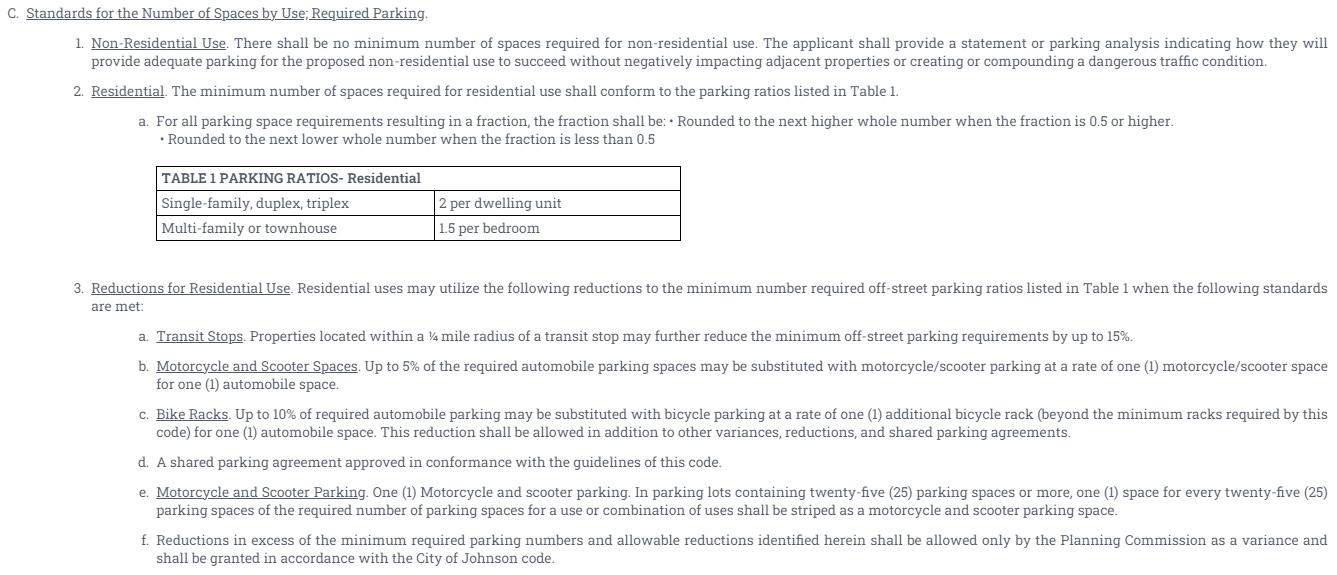 C. Standards for the Number of Spaces by Use; Required Parking.
1. Non-Residential Use. There shall be no minimum number of spaces required for non-residential use. The applicant shall provide a statement or parking analysis indicating how they will
provide adequate parking for the proposed non-residential use to succeed without negatively impacting adjacent properties or creating or compounding a dangerous traffic condition.
2. Residential. The minimum number of spaces required for residential use shall conform to the parking ratios listed in Table 1.
a. For all parking space requirements resulting in a fraction, the fraction shall be: • Rounded to the next higher whole number when the fraction is 0.5 or higher.
• Rounded to the next lower whole number when the fraction is less than 0.5
TABLE 1 PARKING RATIOS- Residential
Single-family, duplex, triplex 2 per dwelling unit
Multi-family or townhouse 1.5 per bedroom
3. Reductions for Residential Use. Residential uses may utilize the following reductions to the minimum number required off-street parking ratios listed in Table 1 when the following standards
are met:
a. Transit Stops. Properties located within a ¼ mile radius of a transit stop may further reduce the minimum off-street parking requirements by up to 15%.
b. Motorcycle and Scooter Spaces. Up to 5% of the required automobile parking spaces may be substituted with motorcycle/scooter parking at a rate of one (1) motorcycle/scooter space
for one (1) automobile space.
c. Bike Racks. Up to 10% of required automobile parking may be substituted with bicycle parking at a rate of one (1) additional bicycle rack (beyond the minimum racks required by this
code) for one (1) automobile space. This reduction shall be allowed in addition to other variances, reductions, and shared parking agreements.
d. A shared parking agreement approved in conformance with the guidelines of this code.
e. Motorcycle and Scooter Parking. One (1) Motorcycle and scooter parking. In parking lots containing twenty-five (25) parking spaces or more, one (1) space for every twenty-five (25)
parking spaces of the required number of parking spaces for a use or combination of uses shall be striped as a motorcycle and scooter parking space.
f. Reductions in excess of the minimum required parking numbers and allowable reductions identified herein shall be allowed only by the Planning Commission as a variance and
shall be granted in accordance with the City of Johnson code.